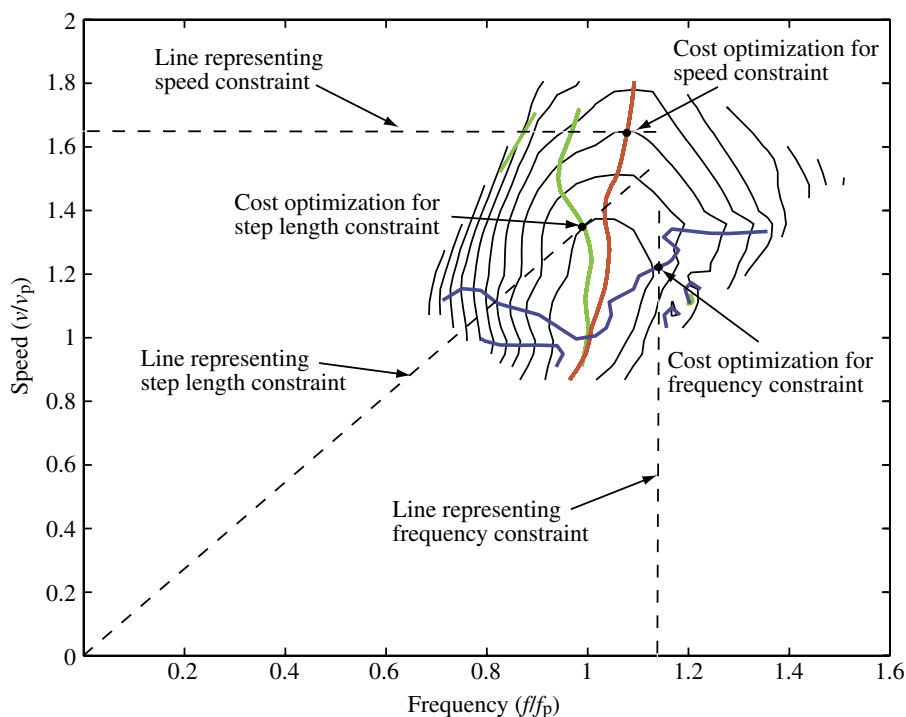 2
1.8
1.6
1.4
1.2
1
0.8
0.6
0.4
0.2
0
Speed (v/vp)
Line representing
speed constraint
Cost optimization for
speed constraint
Cost optimization for
step length constraint
Line representing
step length constraint
Cost optimization for
frequency constraint
Line representing
frequency constraint
0.2 0.4 0.6 0.8 1 1.2 1.4 1.6
Frequency (f/fp)